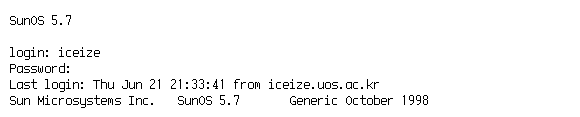 SunOS 5.7
login: iceize
Password:
Last login: Thu Jun 21 21:33:41 from iceize.uos.ac.kr
Sun Microsystems Inc.   SunOS 5.7       Generic October 1998